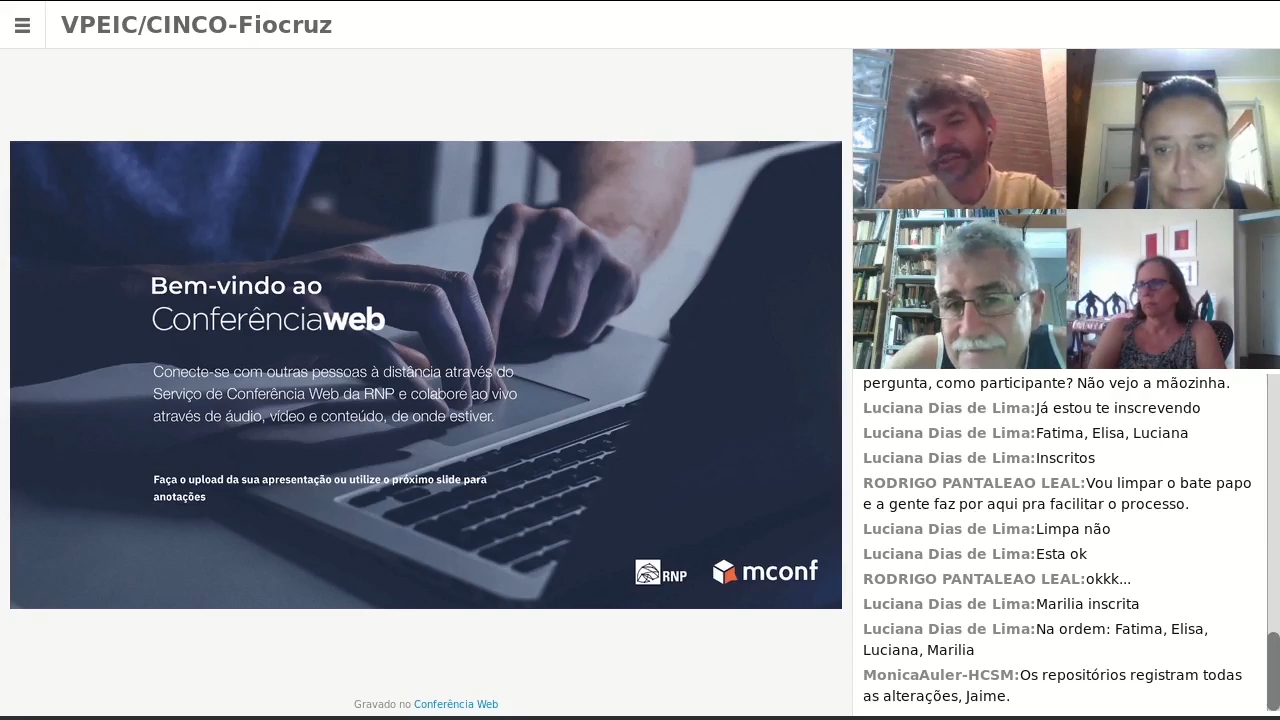 VPEIC/CINCO-Fiocruz
Bem-vindo ao
Conferênciaweb
Conecte-se com outras pessoas à distância através do
Serviço de Conferência Web da RNP e colabore ao vivo
através de áudio, vídeo e conteúdo, de onde estiver.
Faça o upload da sua apresentação ou utilize o próximo slide para
anotações
RNP
mconf
Gravado no Conferência Web
pergunta, como participante? Não vejo a mãozinha.
Luciana Dias de Lima:Já estou te inscrevendo
Luciana Dias de Lima:Fatima, Elisa, Luciana
Luciana Dias de Lima:Inscritos
RODRIGO PANTALEAO LEAL:Vou limpar o bate papo
e a gente faz por aqui pra facilitar o processo.
Luciana Dias de Lima:Limpa não
Luciana Dias de Lima:Esta ok
RODRIGO PANTALEAO LEAL:okkk...
Luciana Dias de Lima:Marilia inscrita
Luciana Dias de Lima:Na ordem: Fatima, Elisa,
Luciana, Marilia
MonicaAuler-HCSM:Os repositórios registram todas
as alterações, Jaime.